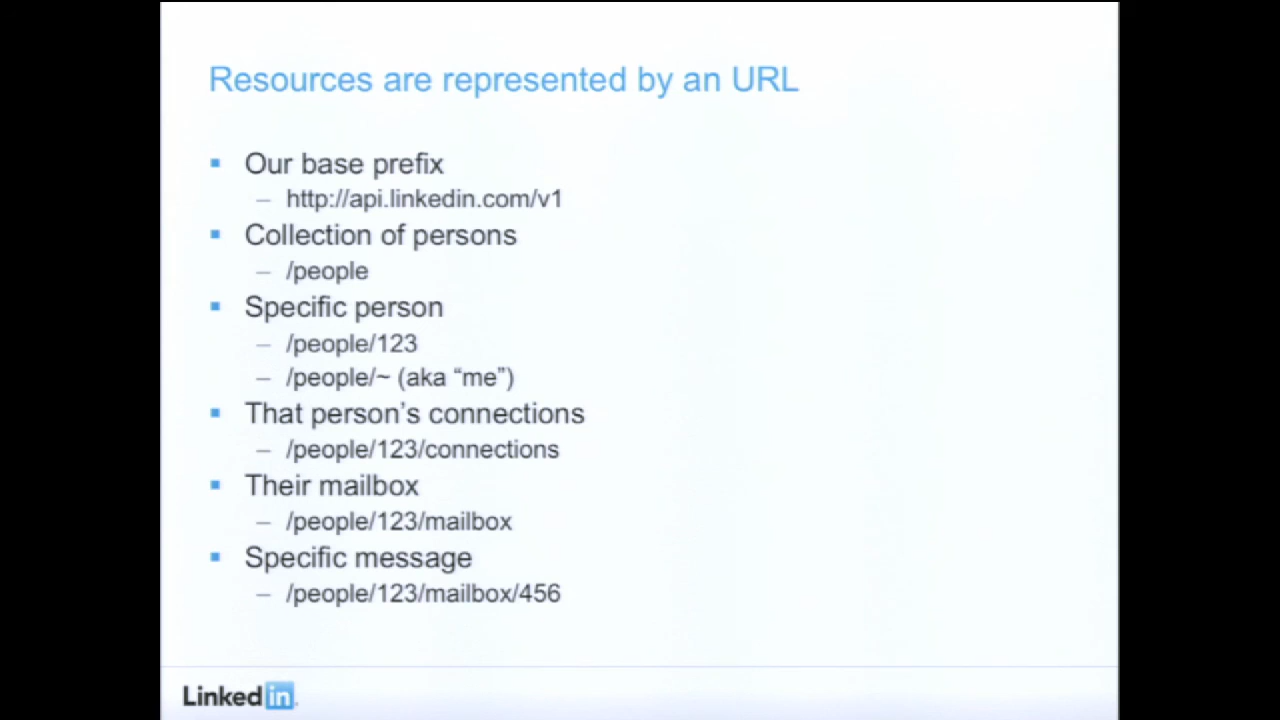 Resources are represented by an URL
▪ Our base prefix
– http://api.linkedin.com/v1
▪ Collection of persons
– /people
▪ Specific person
– /people/123
– /people/~ (aka “me”)
▪ That person’s connections
– /people/123/connections
▪ Their mailbox
– /people/123/mailbox
▪ Specific message
– /people/123/mailbox/456
Linked in